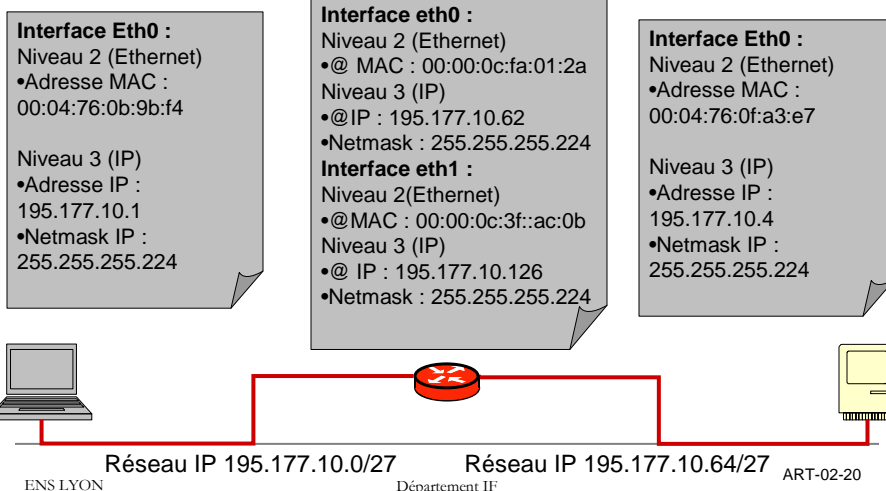 Interface Eth0 :
Niveau 2 (Ethernet)
•Adresse MAC :
00:04:76:0b:9b:f4
Niveau 3 (IP)
•Adresse IP :
195.177.10.1
•Netmask IP :
255.255.255.224
Interface eth0 :
Niveau 2 (Ethernet)
•@ MAC : 00:00:0c:fa:01:2a
Niveau 3 (IP)
•@IP : 195.177.10.62
•Netmask : 255.255.255.224
Interface eth1 :
Niveau 2(Ethernet)
•@MAC : 00:00:0c:3f::ac:0b
Niveau 3 (IP)
•@ IP : 195.177.10.126
•Netmask : 255.255.255.224
Interface Eth0 :
Niveau 2 (Ethernet)
•Adresse MAC :
00:04:76:0f:a3:e7
Niveau 3 (IP)
•Adresse IP :
195.177.10.4
•Netmask IP :
255.255.255.224
Réseau IP 195.177.10.0/27
Réseau IP 195.177.10.64/27
ENS LYON
Département IF
ART-02-20